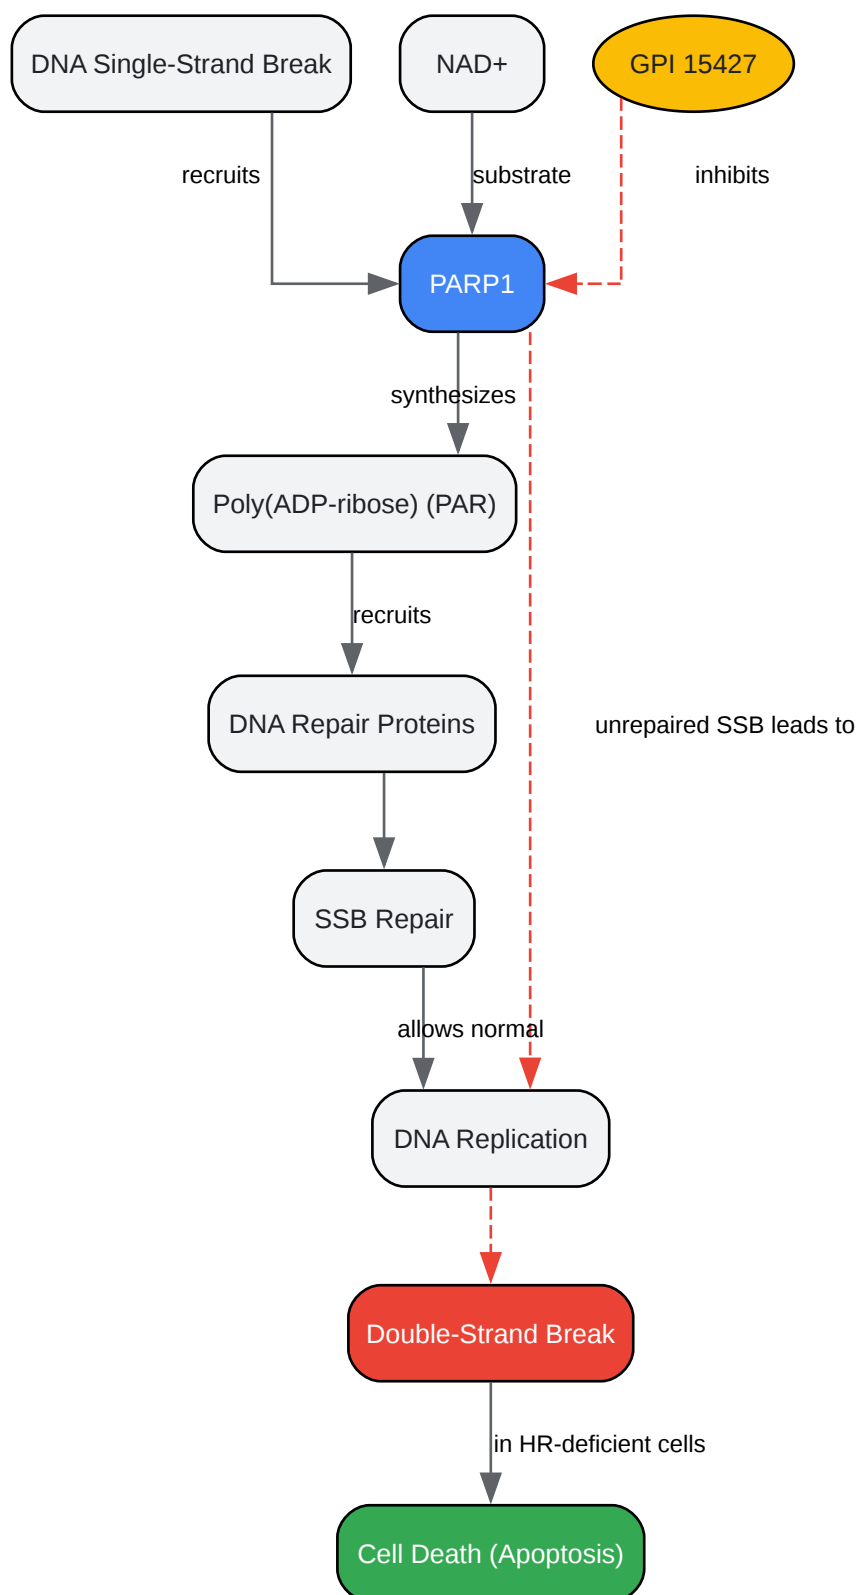 DNA Single-Strand Break
NAD+
GPI 15427
recruits
substrate
inhibits
PARP1
synthesizes
Poly(ADP-ribose) (PAR)
recruits
DNA Repair Proteins
unrepaired SSB leads to
SSB Repair
allows normal
DNA Replication
Double-Strand Break
in HR-deficient cells
Cell Death (Apoptosis)